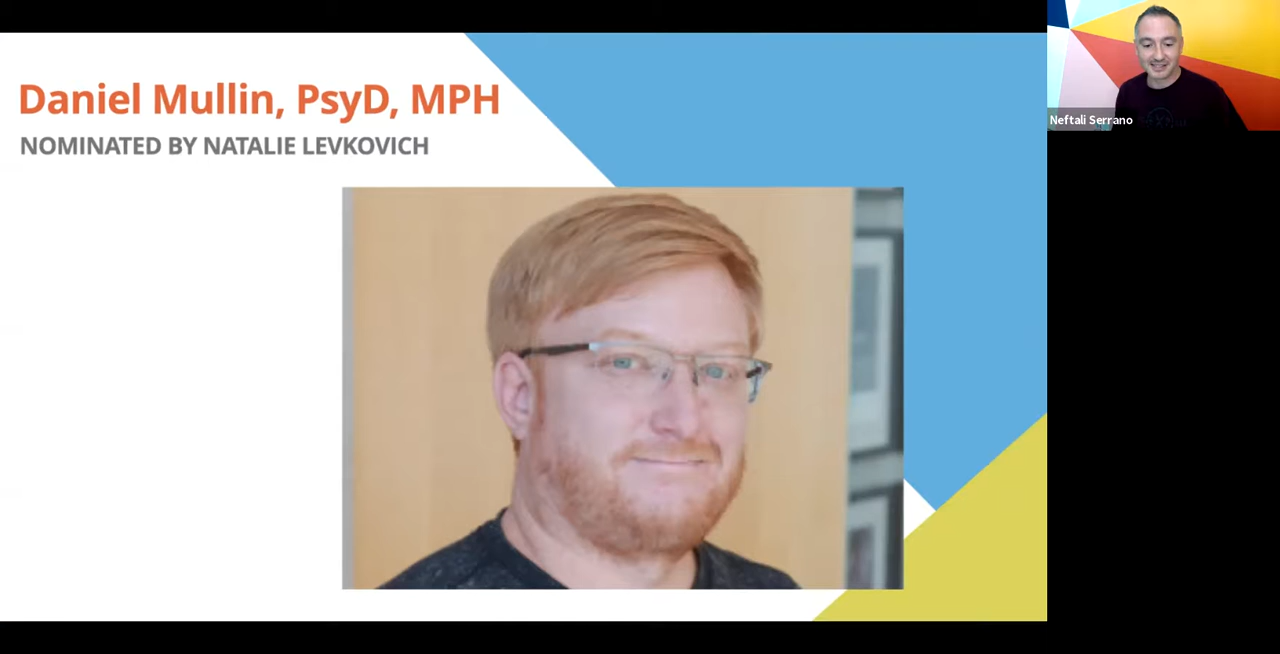 Daniel Mullin, PsyD, MPH
NOMINATED BY NATALIE LEVKOVICH
Neftali Serrano